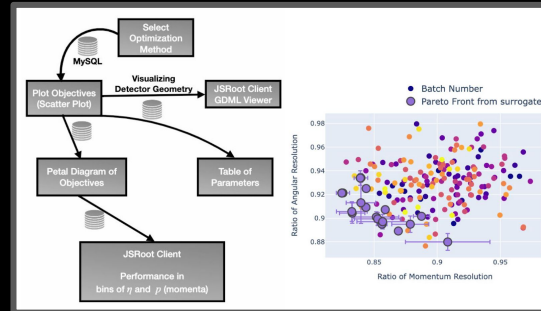 Select
Optimization
Method
MySQL
Visualizing
Detector Geometry
Plot Objectives
(Scatter Plot)
JSRoot Client
GDML Viewer
Petal Diagram of
Objectives
Table of
Parameters
JSRoot Client
Performance in
bins of η and p (momenta)
Batch Number
Pareto Front from surrogate
0.98
0.96
0.94
0.92
0.9
0.88
Ratio of Angular Resolution
0.85
0.9
0.95
Ratio of Momentum Resolution